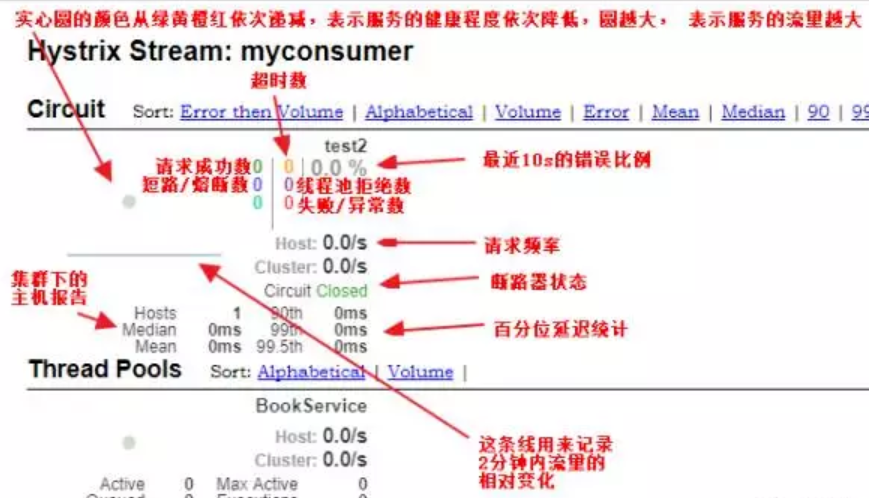 实心圆的颜色从绿黄橙红依次递减，表示服务的健康程度依次降低，圆越大， 表示服务的流里越大
Hystrix Stream: myconsumer
超时数
Circuit Sort: Error then Volume | Alphabetical | Volume | Error | Mean | Median | 90 | 99
test2
请求成功数 0 0 0.0 % 最近10s的错误比例
短路/熔断数 0 0 线程池拒绝数
0 0 失败/异常数
Host: 0.0/s 请求频率
Cluster: 0.0/s
Circuit Closed 断路器状态
集群下的
主机报告
Hosts 1 90th 0ms
Median 0ms 99th 0ms 百分位延迟统计
Mean 0ms 99.5th 0ms
Thread Pools Sort: Alphabetical | Volume |
BookService
Host: 0.0/s
Cluster: 0.0/s
这条线用来记录
2分钟内流里的
相对变化
Active 0 Max Active 0
Queued 0 Executions 0